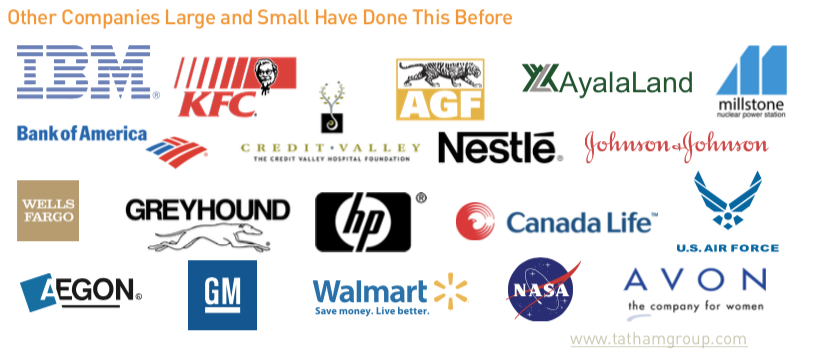 Other Companies Large and Small Have Done This Before
IBM®
KFC®
AGF
AyalaLand
millstone
nuclear power station
Bank of America
CREDIT · VALLEY
THE CREDIT VALLEY HOSPITAL FOUNDATION
Nestlé®
Johnson & Johnson
WELLS
FARGO
GREYHOUND®
hp®
Canada Life™
U.S. AIR FORCE
AEGON®
GM
Walmart
Save money. Live better.
NASA
AVON
the company for women
www.tathamgroup.com